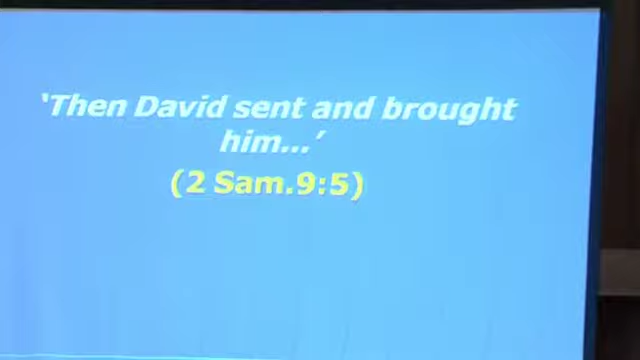 ‘Then David sent and brought
him...’
(2 Sam.9:5)